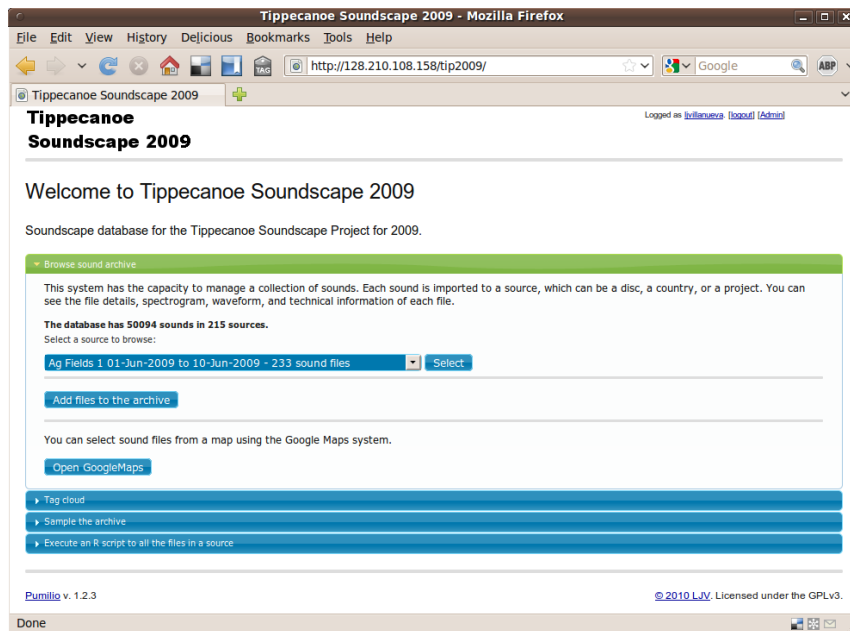 Tippecanoe Soundscape 2009 - Mozilla Firefox
File Edit View History Delicious Bookmarks Tools Help
TAG http://128.210.108.158/tip2009/ Google ABP
Tippecanoe Soundscape 2009
Tippecanoe
Soundscape 2009
Logged as ljvillanueva. [logout] [Admin]
Welcome to Tippecanoe Soundscape 2009
Soundscape database for the Tippecanoe Soundscape Project for 2009.
Browse sound archive
This system has the capacity to manage a collection of sounds. Each sound is imported to a source, which can be a disc, a country, or a project. You can
see the file details, spectrogram, waveform, and technical information of each file.
The database has 50094 sounds in 215 sources.
Select a source to browse:
Ag Fields 1 01-Jun-2009 to 10-Jun-2009 - 233 sound files Select
Add files to the archive
You can select sound files from a map using the Google Maps system.
Open GoogleMaps
Tag cloud
Sample the archive
Execute an R script to all the files in a source
Pumilio v. 1.2.3 © 2010 LJV. Licensed under the GPLv3.
Done